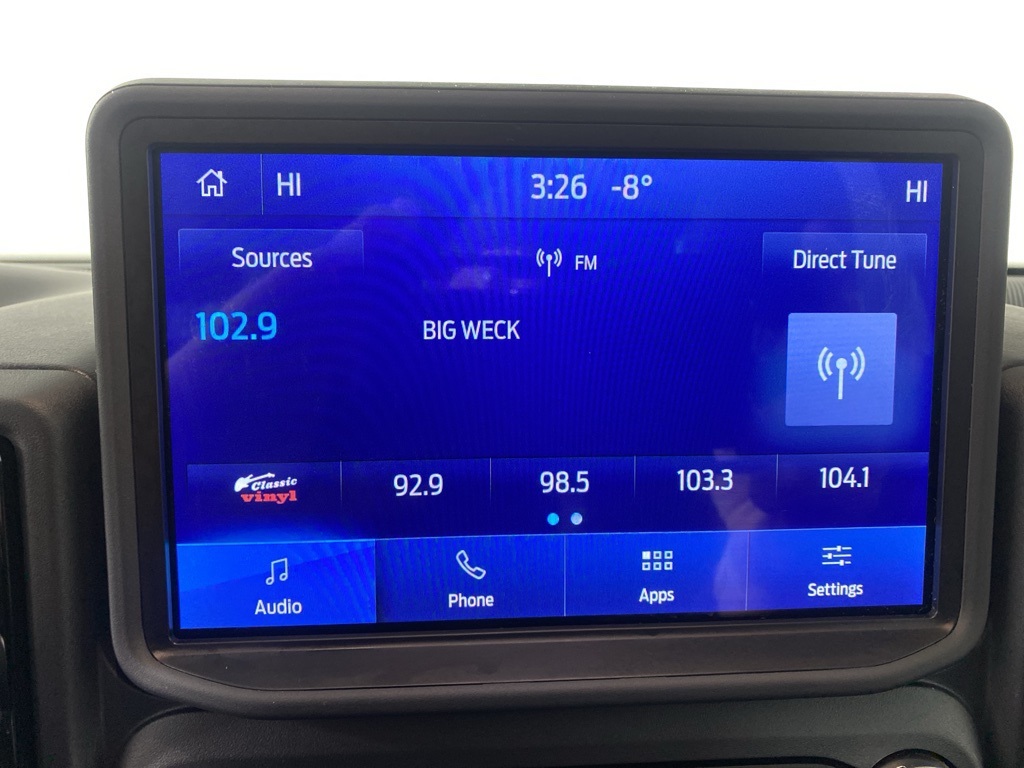 HI 3:26 -8° HI
Sources FM Direct Tune
102.9 BIG WECK
Classic
vinyl
92.9 98.5 103.3 104.1
Audio Phone Apps Settings